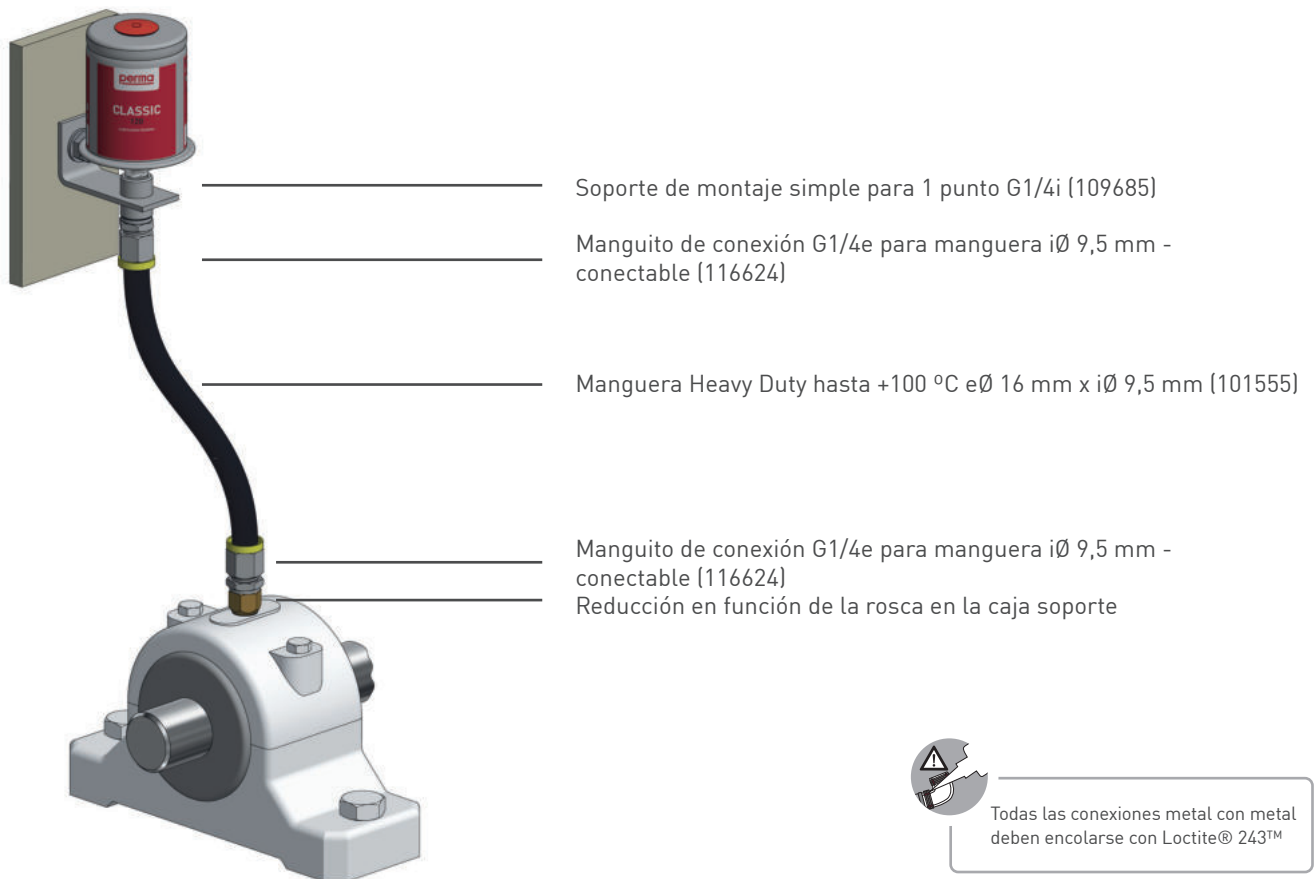 perma
CLASSIC
Soporte de montaje simple para 1 punto G1/4i (109685)
Manguito de conexión G1/4e para manguera iØ 9,5 mm -
conectable (116624)
Manguera Heavy Duty hasta +100 ºC eØ 16 mm x iØ 9,5 mm (101555)
Manguito de conexión G1/4e para manguera iØ 9,5 mm -
conectable (116624)
Reducción en función de la rosca en la caja soporte
Todas las conexiones metal con metal
deben encolarse con Loctite® 243™